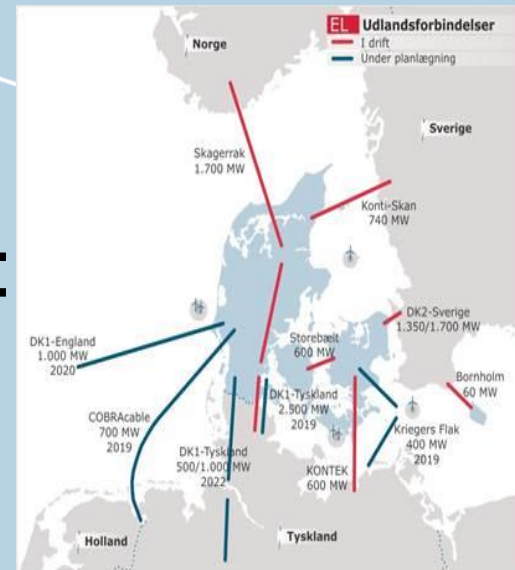 EL Udlandsforbindelser
I drift
Under planlægning
Norge
Sverige
Skagerrak
1.700 MW
Konti-Skan
740 MW
DK2-Sverige
1.350/1.700 MW
Storebælt
600 MW
DK1-England
1.000 MW
2020
Bornholm
60 MW
DK1-Tyskland
2.500 MW
2019
COBRAcable
700 MW
2019
Kriegers Flak
400 MW
2019
DK1-Tyskland
500/1.000 MW
2022
KONTEK
600 MW
Holland
Tyskland